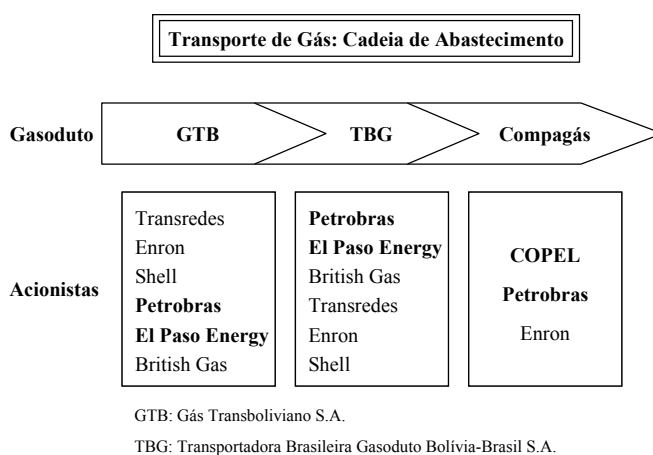 Transporte de Gás: Cadeia de Abastecimento
Gasoduto
GTB
TBG
Compagás
Acionistas
Transredes
Enron
Shell
Petrobras
El Paso Energy
British Gas
Petrobras
El Paso Energy
British Gas
Transredes
Enron
Shell
COPEL
Petrobras
Enron
GTB: Gás Transboliviano S.A.
TBG: Transportadora Brasileira Gasoduto Bolívia-Brasil S.A.